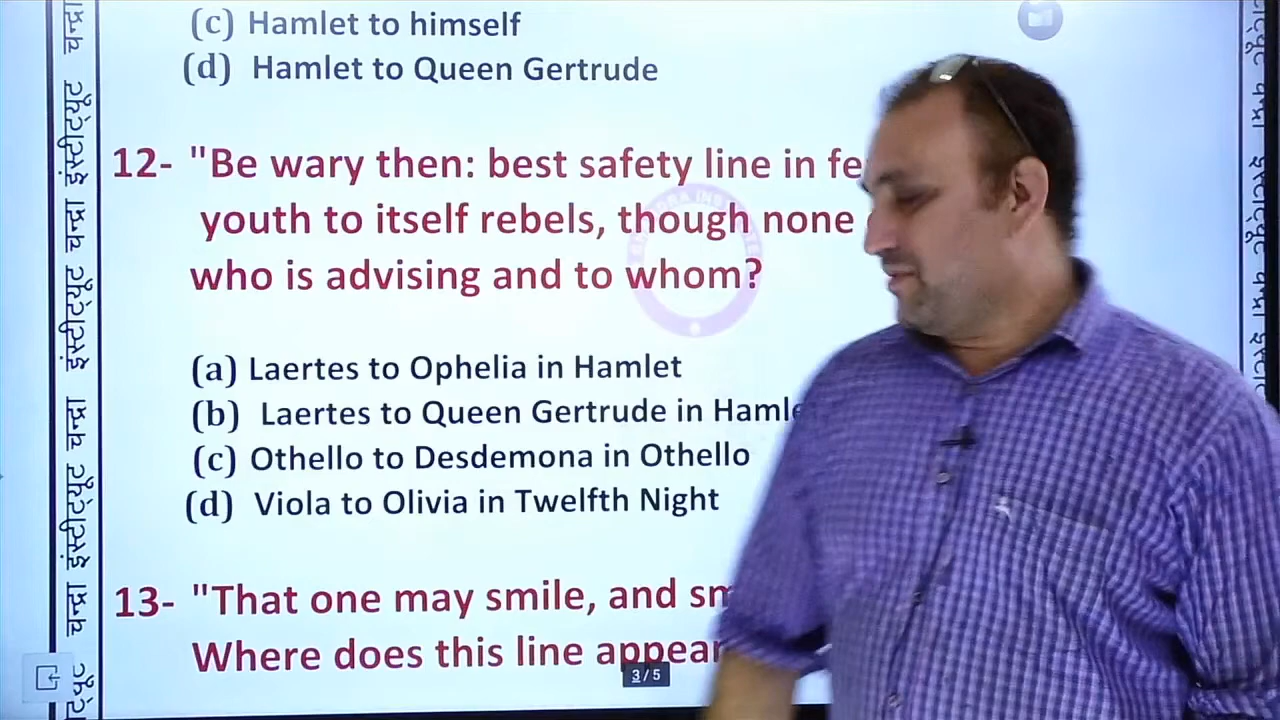 (c) Hamlet to himself
(d) Hamlet to Queen Gertrude
12- "Be wary then: best safety line in fe
youth to itself rebels, though none
who is advising and to whom?
(a) Laertes to Ophelia in Hamlet
(b) Laertes to Queen Gertrude in Hamle
(c) Othello to Desdemona in Othello
(d) Viola to Olivia in Twelfth Night
13- "That one may smile, and sm
Where does this line appear
3/5
चन्द्रा इंस्टीट्यूट चन्द्रा इंस्टीट्यूट चन्द्रा इंस्टीट्यूट